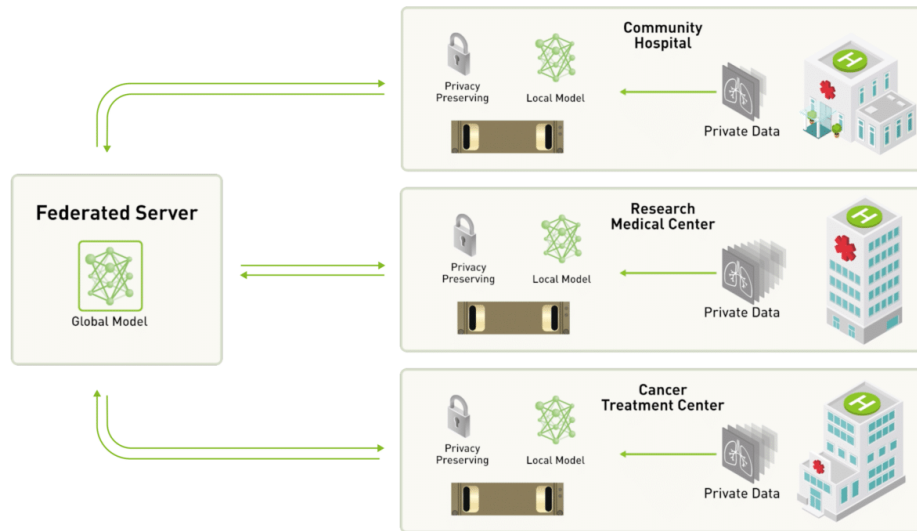 Community
Hospital
Privacy
Preserving
Local Model
Private Data
H
Federated Server
Global Model
Research
Medical Center
Privacy
Preserving
Local Model
Private Data
H
Cancer
Treatment Center
Privacy
Preserving
Local Model
Private Data
H